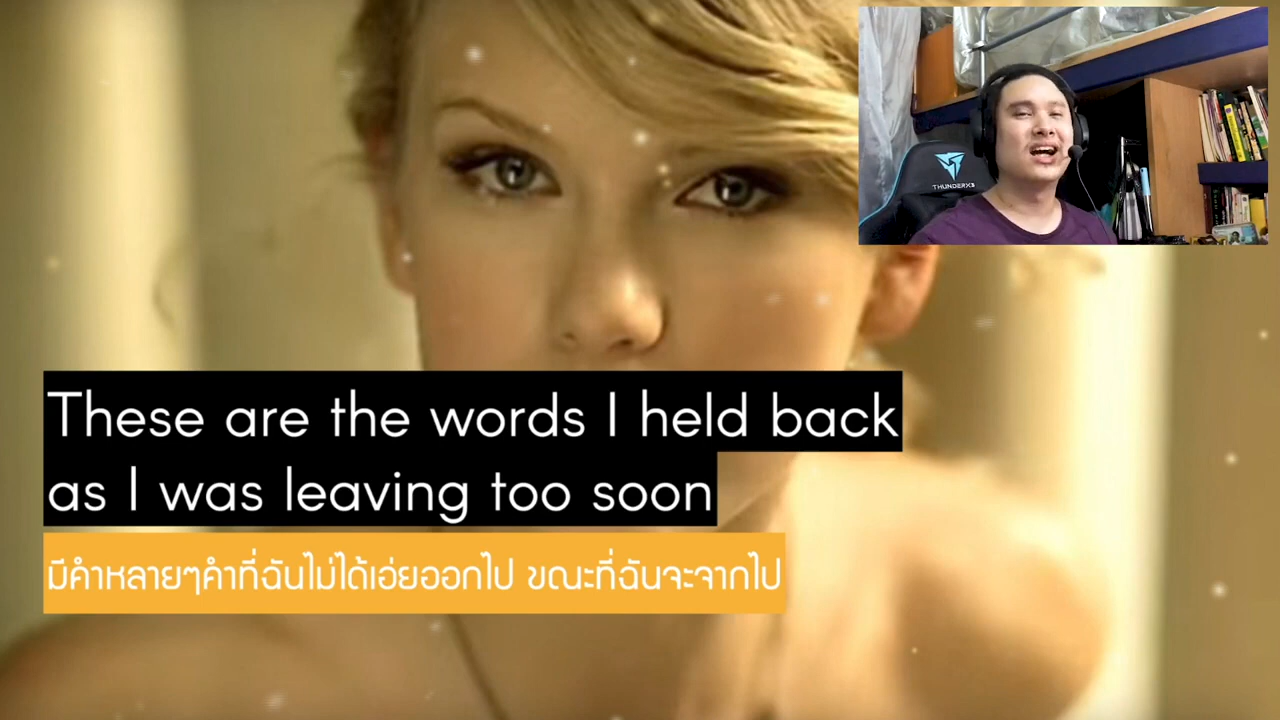 THUNDERX3
These are the words I held back
as I was leaving too soon
มีคำหลายๆคำที่ฉันไม่ได้เอ่ยออกไป ขณะที่ฉันจะจากไป